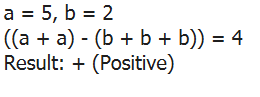 a = 5, b = 2
((a + a) - (b + b + b)) = 4
Result: + (Positive)